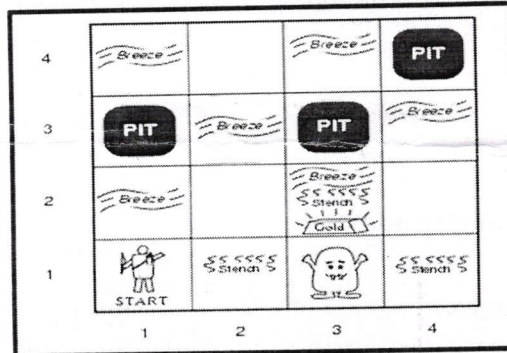 4 Breeze Breeze PIT
3 PIT Breeze PIT Breeze
2 Breeze Breeze
Stench
Gold
1 START Stench Stench
1 2 3 4